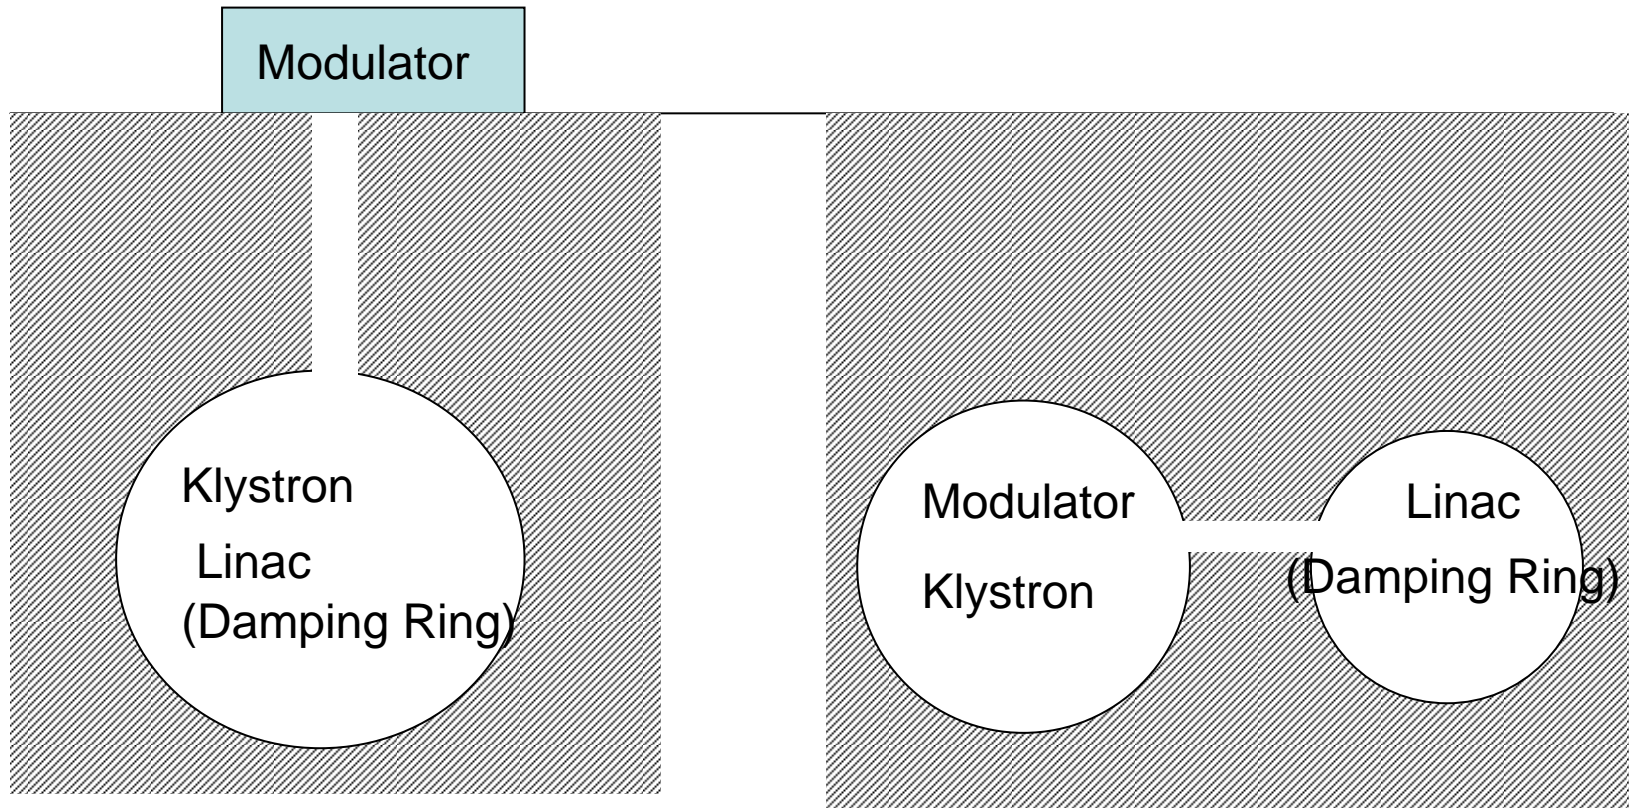 Modulator
Klystron
Linac
(Damping Ring)
Modulator
Klystron
Linac
(Damping Ring)